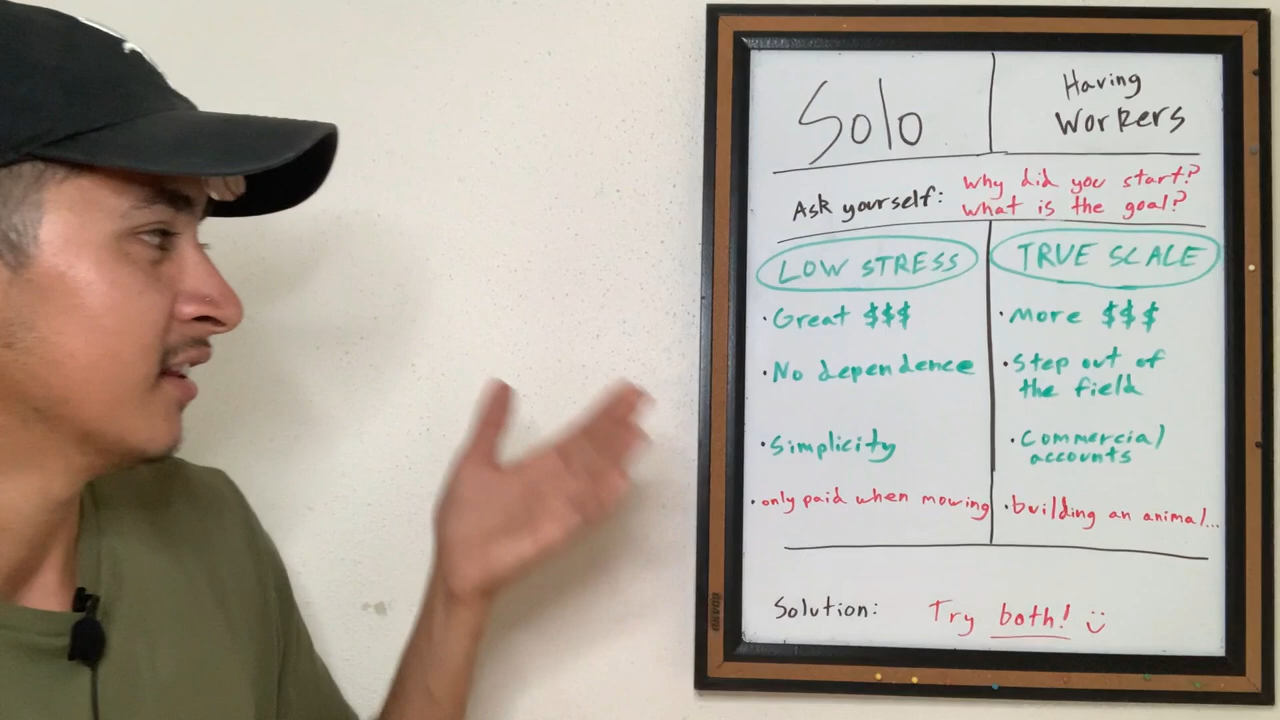 Solo
Having
Workers
Ask yourself:
Why did you start?
What is the goal?
LOW STRESS
TRUE SCALE
· Great $$$
· No dependence
· Simplicity
· only paid when mowing
· More $$$
· Step out of
the field
· Commercial
accounts
· building an animal...
Solution: Try both! :)